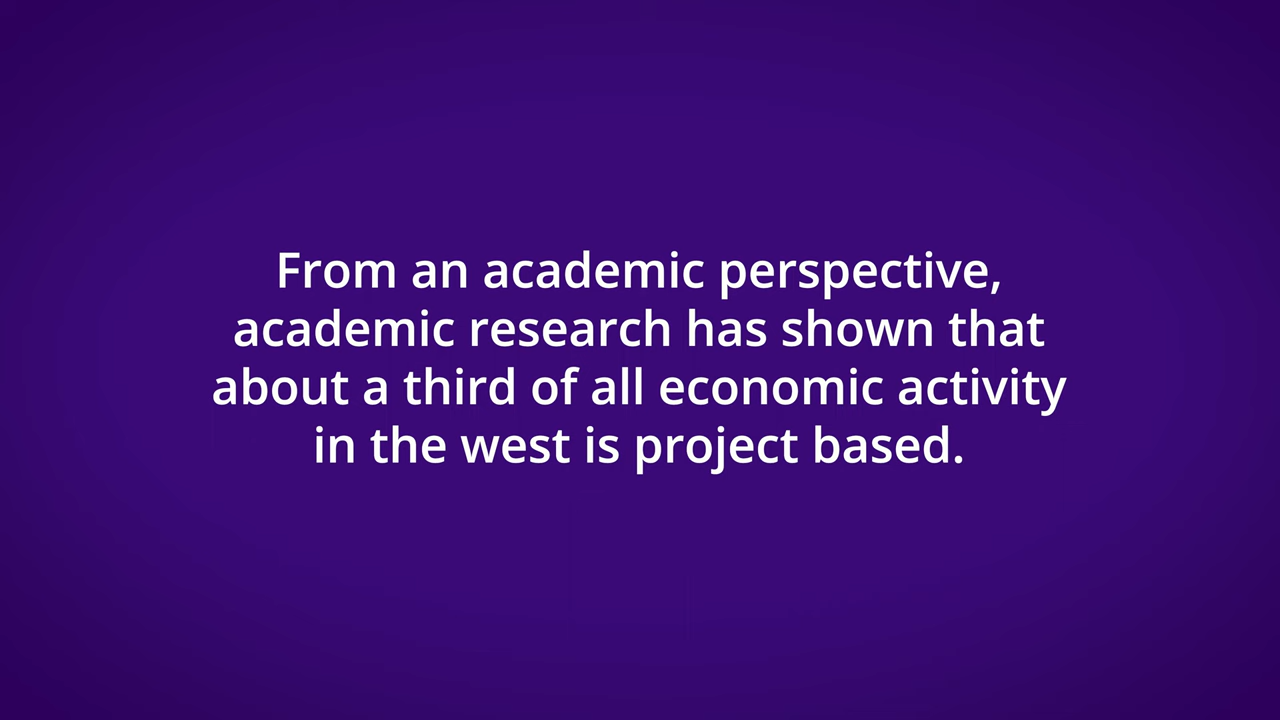 From an academic perspective,
academic research has shown that
about a third of all economic activity
in the west is project based.